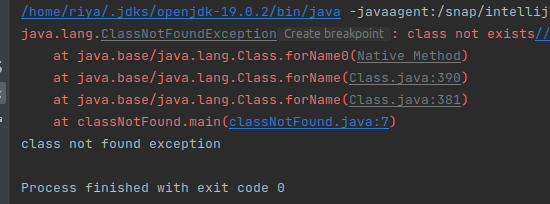 /home/riya/.jdks/openjdk-19.0.2/bin/java -javaagent:/snap/intellij
java.lang.ClassNotFoundException Create breakpoint : class not exists//
at java.base/java.lang.Class.forName0(Native Method)
at java.base/java.lang.Class.forName(Class.java:390)
at java.base/java.lang.Class.forName(Class.java:381)
at classNotFound.main(classNotFound.java:7)
class not found exception
Process finished with exit code 0